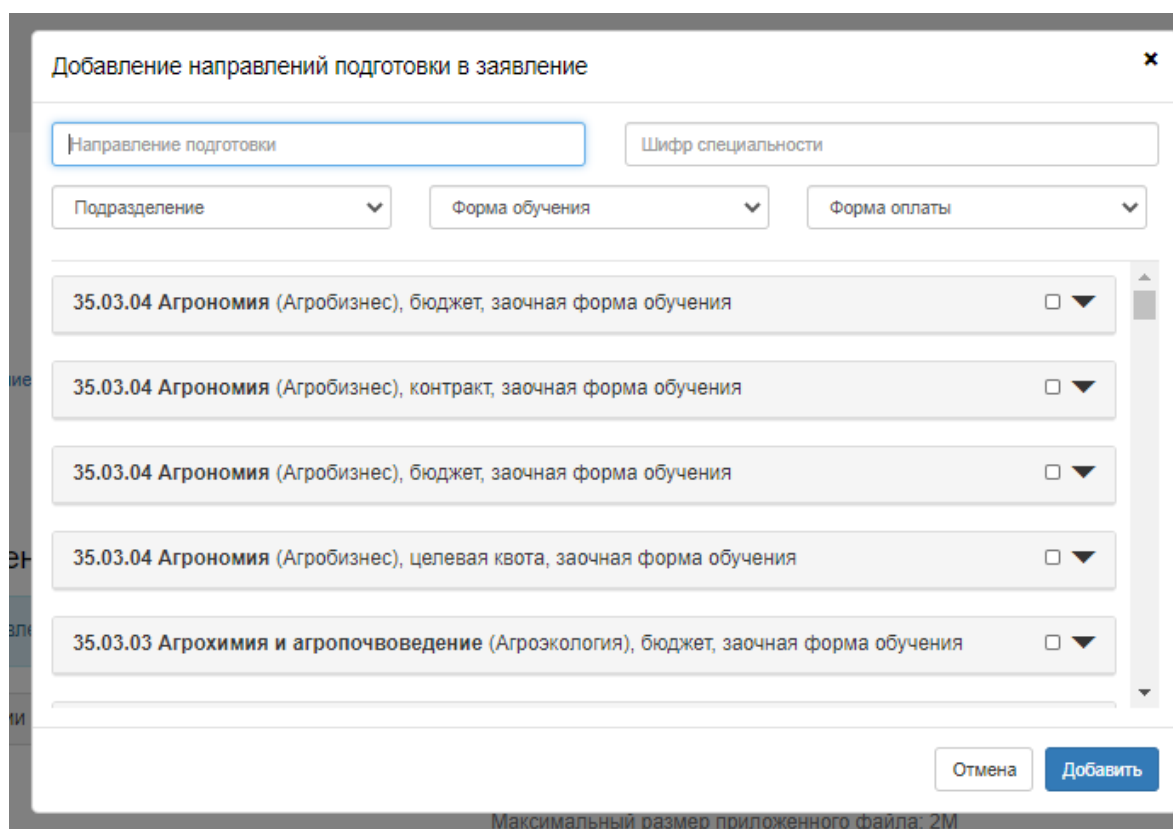 Добавление направлений подготовки в заявление
Направление подготовки
Шифр специальности
Подразделение
Форма обучения
Форма оплаты
35.03.04 Агрономия (Агробизнес), бюджет, заочная форма обучения
35.03.04 Агрономия (Агробизнес), контракт, заочная форма обучения
35.03.04 Агрономия (Агробизнес), бюджет, заочная форма обучения
35.03.04 Агрономия (Агробизнес), целевая квота, заочная форма обучения
35.03.03 Агрохимия и агропочвоведение (Агроэкология), бюджет, заочная форма обучения
Отмена
Добавить
Максимальный размер приложенного файла: 2М